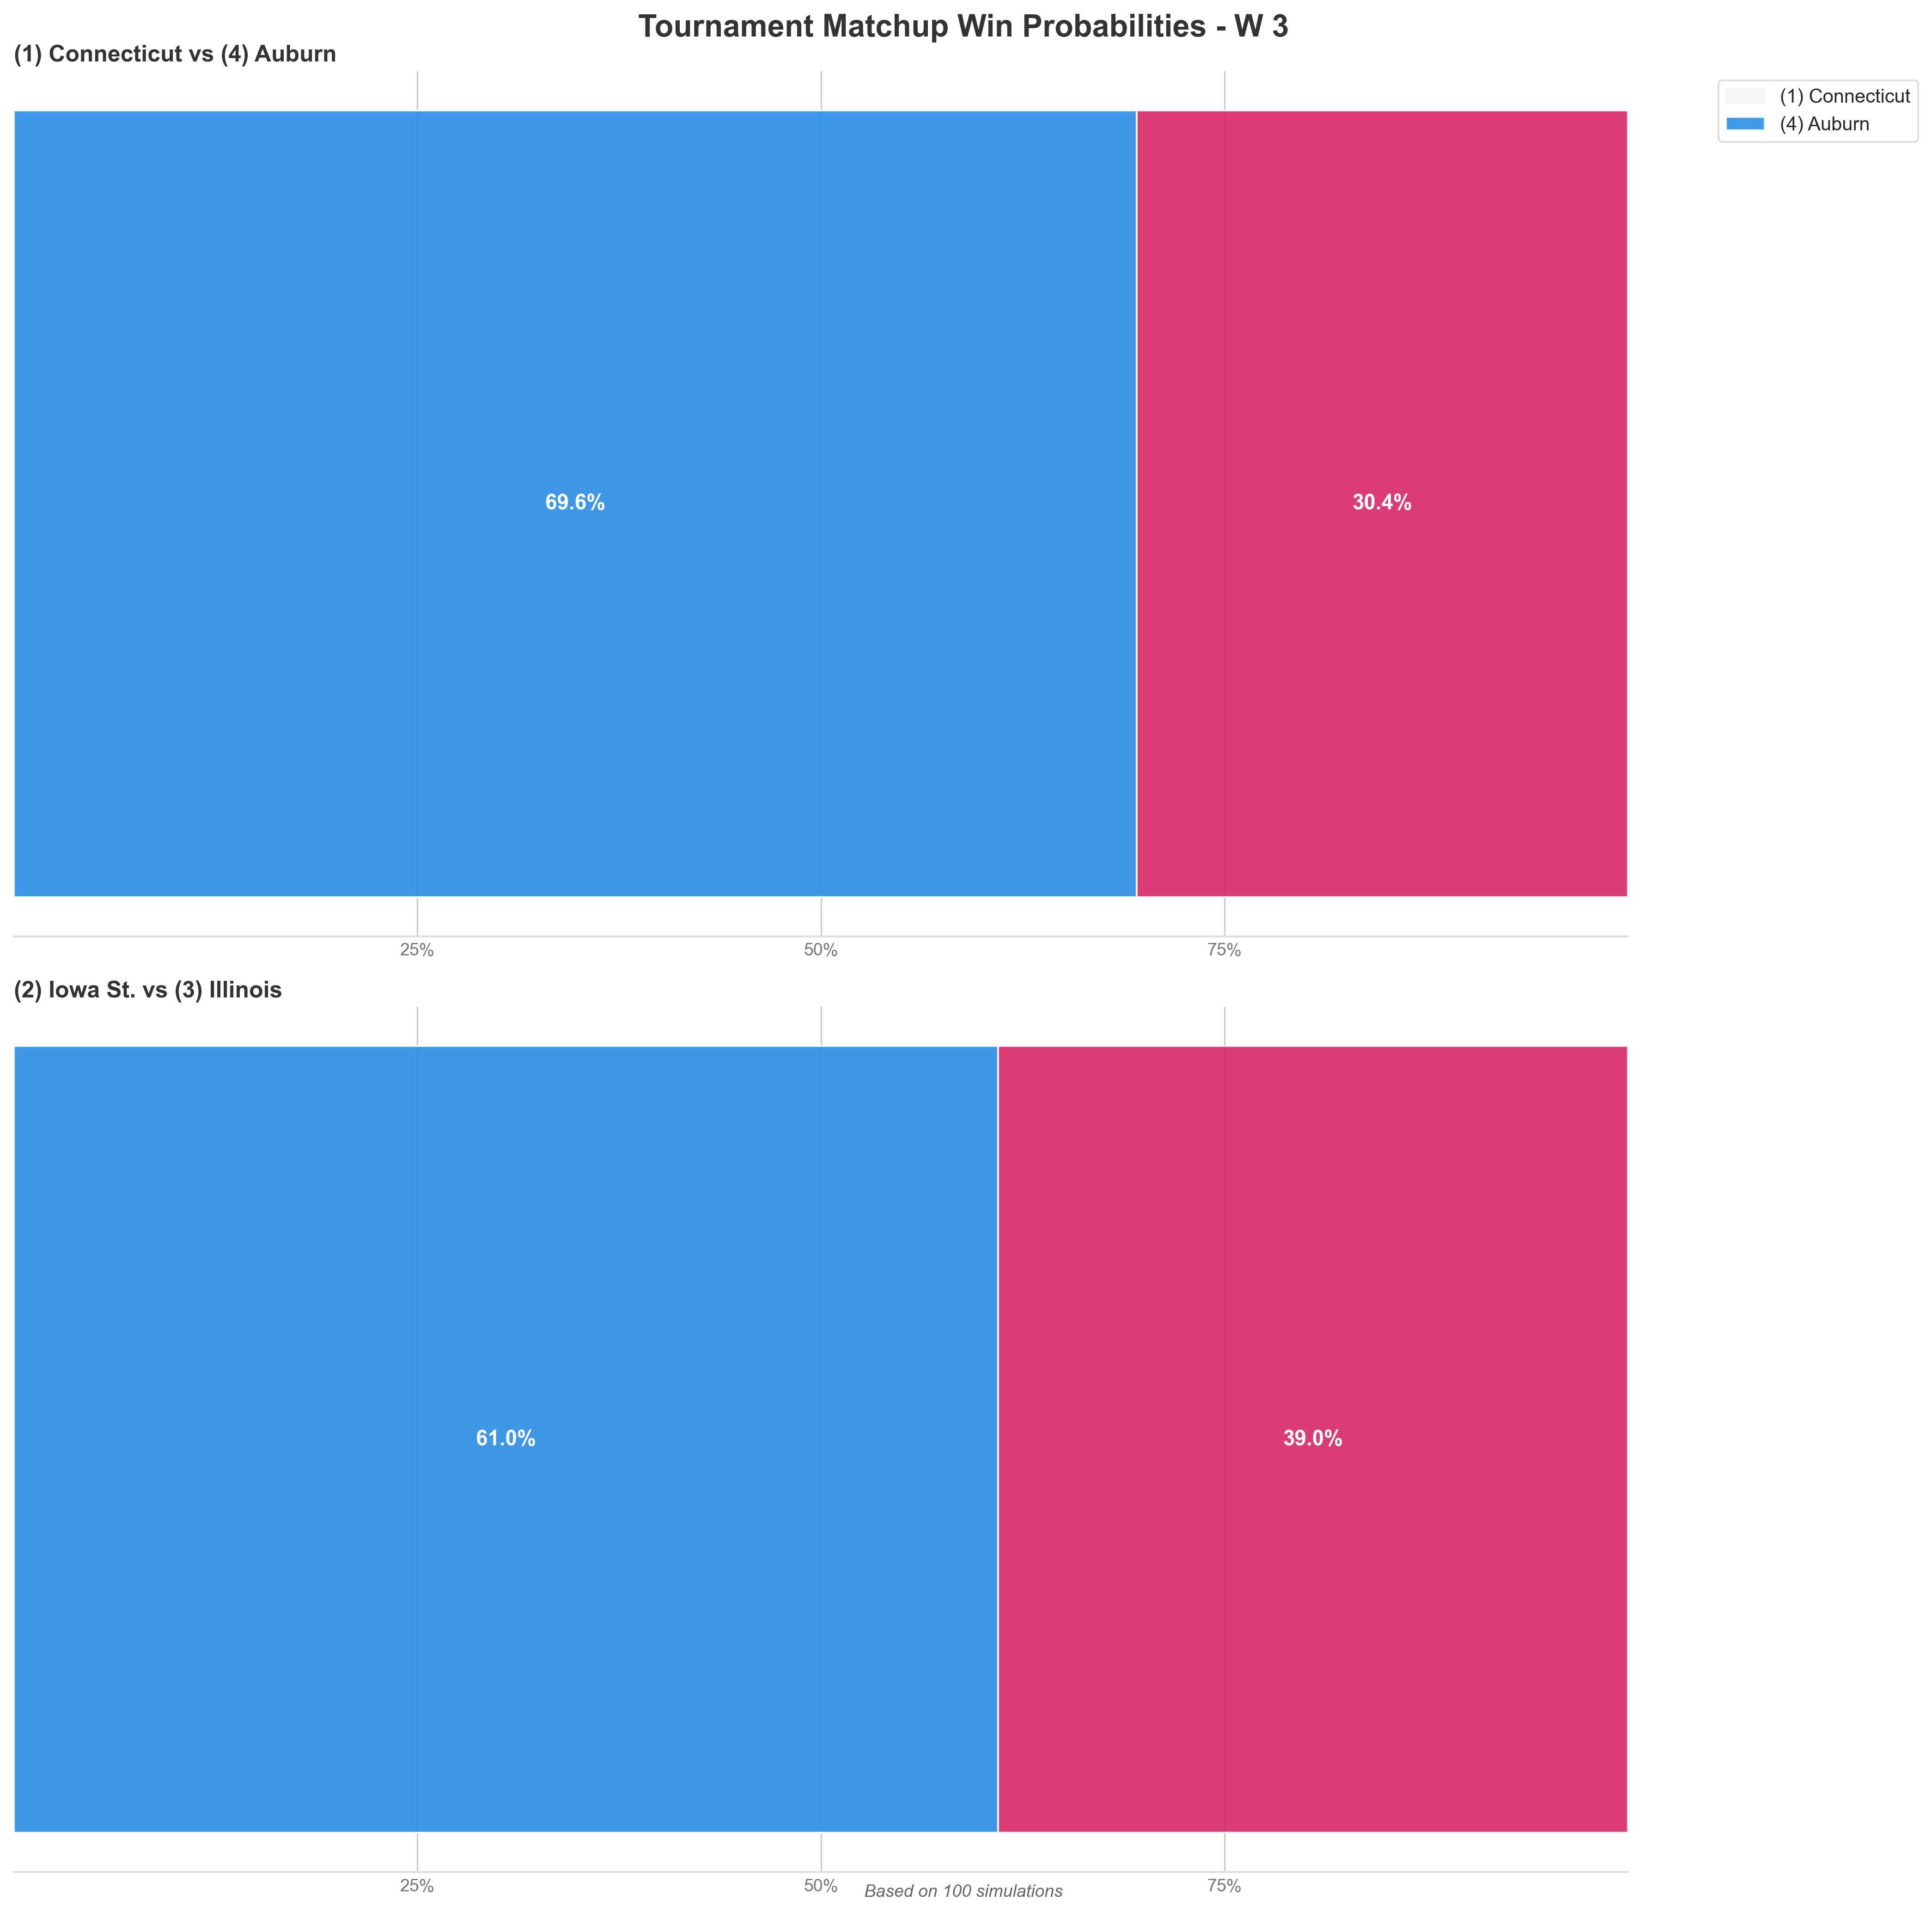 Tournament Matchup Win Probabilities - W 3
(1) Connecticut vs (4) Auburn
(1) Connecticut
(4) Auburn
69.6%
30.4%
25%
50%
75%
(2) Iowa St. vs (3) Illinois
61.0%
39.0%
25%
50%
75%
Based on 100 simulations